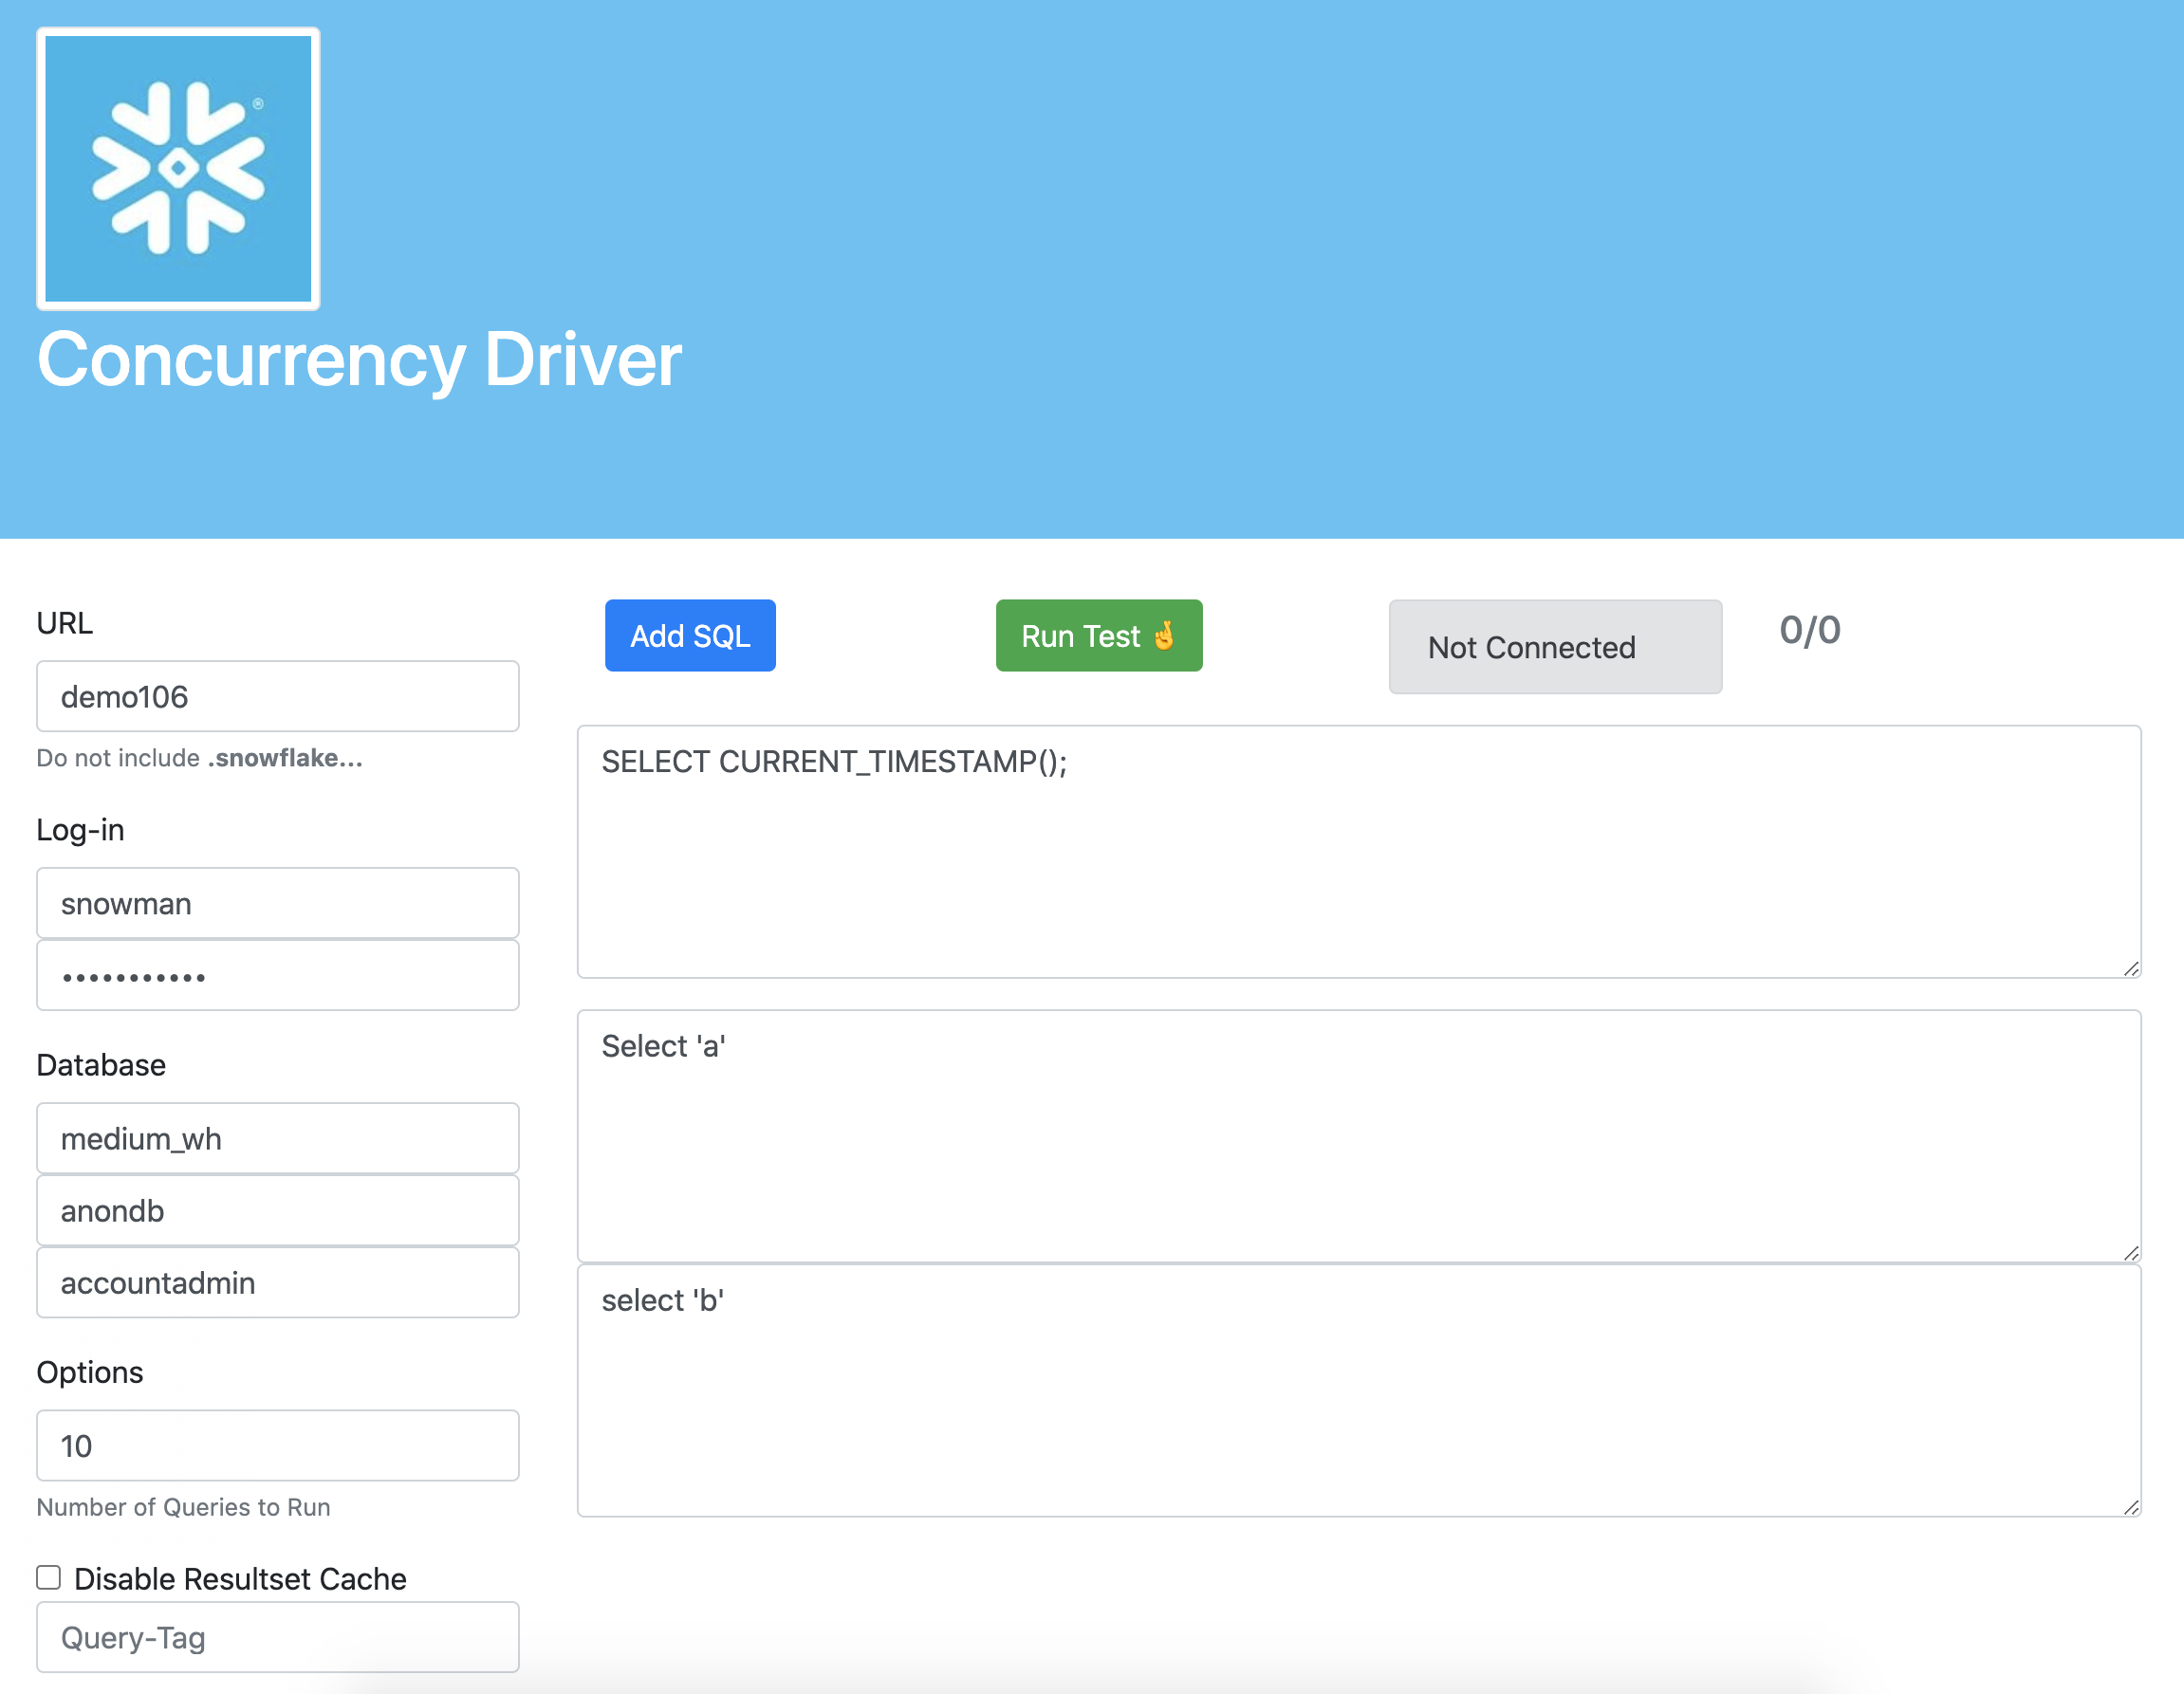 ®
Concurrency Driver
URL
demo106
Do not include .snowflake...
Log-in
snowman
•••••••••••
Database
medium_wh
anondb
accountadmin
Options
10
Number of Queries to Run
Disable Resultset Cache
Query-Tag
Add SQL
Run Test 🤞
Not Connected
0/0
SELECT CURRENT_TIMESTAMP();
Select 'a'
select 'b'